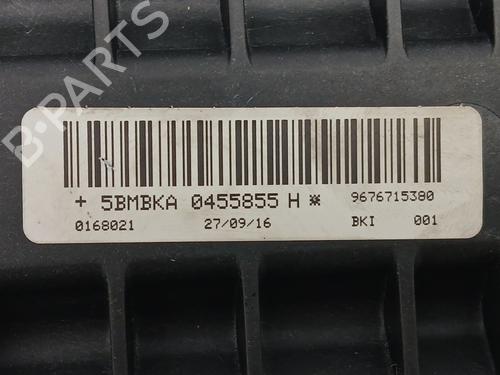 B-PARTS
+ 5BMBKA 0455855 H * 9676715380
0168021 27/09/16 BKI 001